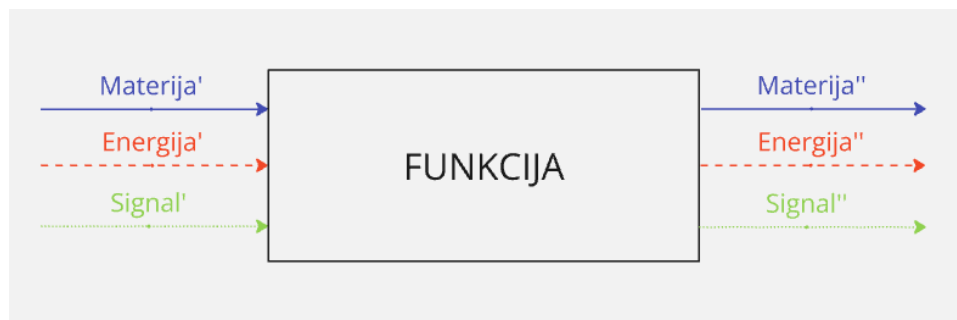 Materija'
Materija''
Energija'
Energija''
FUNKCIJA
Signal'
Signal''